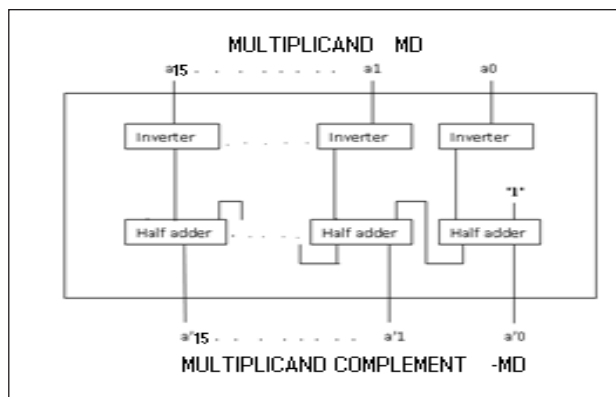 MULTIPLICAND MD
a15 . . . . . . . . a1 a0
Inverter . . . . . Inverter Inverter
"1"
Half adder . . . . . Half adder Half adder
a'15 . . . . . . . . a'1 a'0
MULTIPLICAND COMPLEMENT -MD